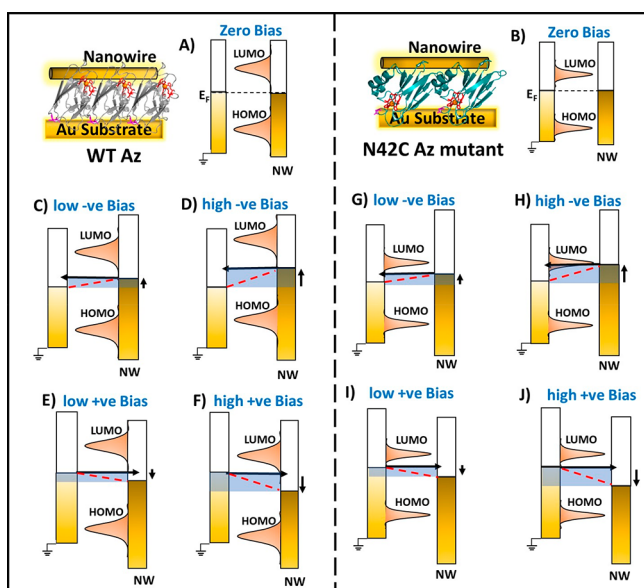 Nanowire
Au Substrate
WT Az
A)
Zero Bias
LUMO
E_F
HOMO
NW
Nanowire
Au Substrate
N42C Az mutant
B)
Zero Bias
LUMO
E_F
HOMO
NW
C) low -ve Bias
LUMO
HOMO
NW
D) high -ve Bias
LUMO
HOMO
NW
G) low -ve Bias
LUMO
HOMO
NW
H) high -ve Bias
LUMO
HOMO
NW
E) low +ve Bias
LUMO
HOMO
NW
F) high +ve Bias
LUMO
HOMO
NW
I) low +ve Bias
LUMO
HOMO
NW
J) high +ve Bias
LUMO
HOMO
NW